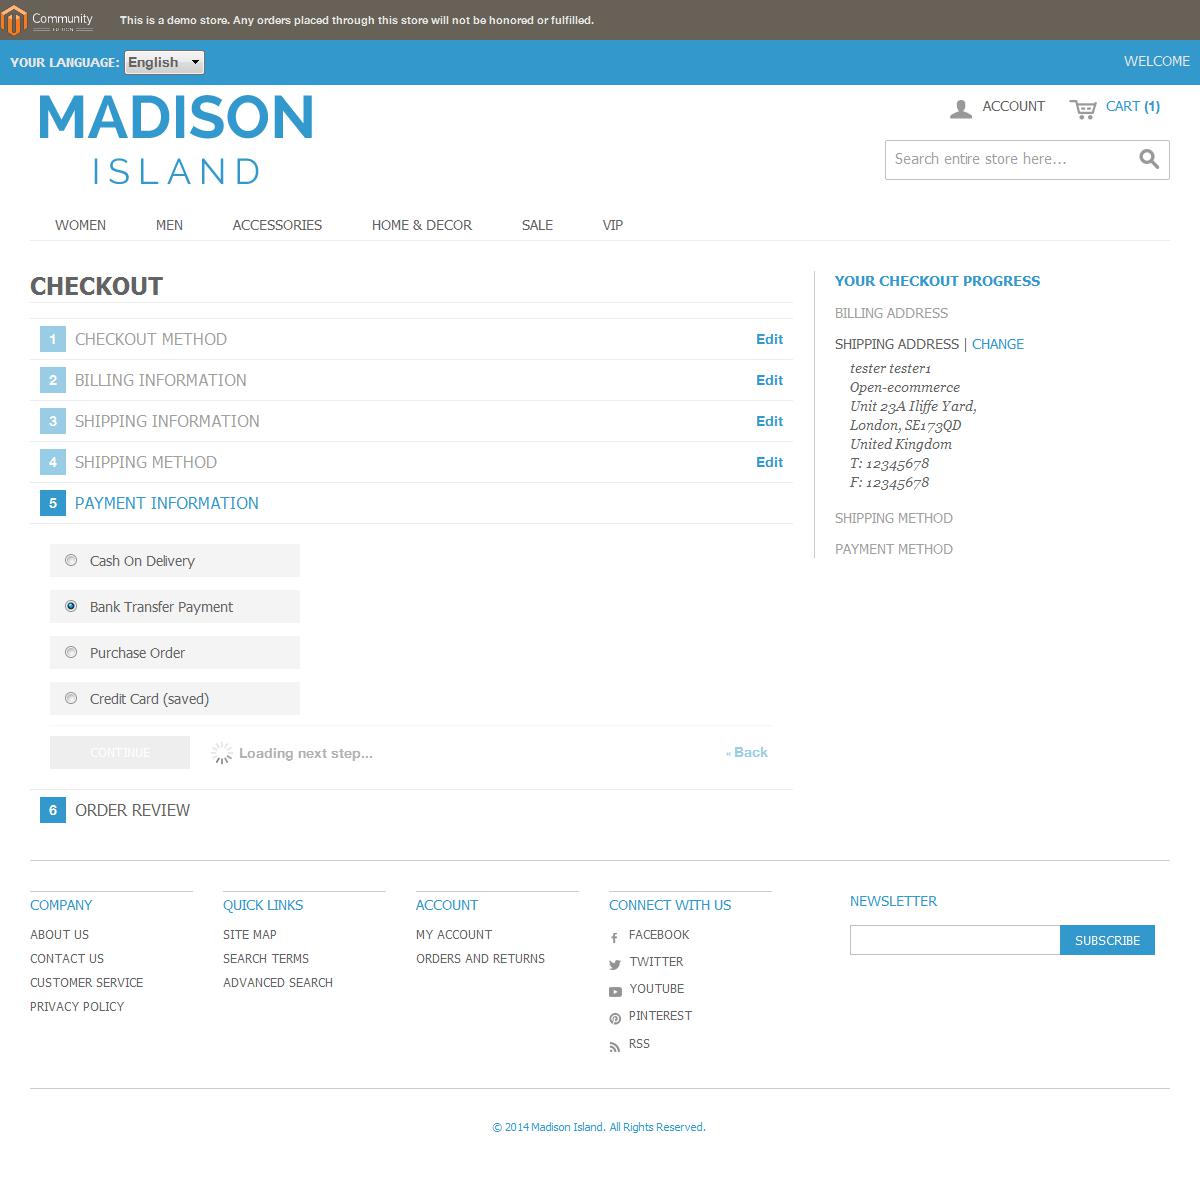 Community
EDITION
This is a demo store. Any orders placed through this store will not be honored or fulfilled.
YOUR LANGUAGE: English
WELCOME
MADISON
ISLAND
ACCOUNT
CART (1)
Search entire store here...
WOMEN MEN ACCESSORIES HOME & DECOR SALE VIP
CHECKOUT
1 CHECKOUT METHOD Edit
2 BILLING INFORMATION Edit
3 SHIPPING INFORMATION Edit
4 SHIPPING METHOD Edit
5 PAYMENT INFORMATION
Cash On Delivery
Bank Transfer Payment
Purchase Order
Credit Card (saved)
CONTINUE Loading next step... « Back
6 ORDER REVIEW
YOUR CHECKOUT PROGRESS
BILLING ADDRESS
SHIPPING ADDRESS | CHANGE
tester tester1
Open-ecommerce
Unit 23A Iliffe Yard,
London, SE173QD
United Kingdom
T: 12345678
F: 12345678
SHIPPING METHOD
PAYMENT METHOD
COMPANY
ABOUT US
CONTACT US
CUSTOMER SERVICE
PRIVACY POLICY
QUICK LINKS
SITE MAP
SEARCH TERMS
ADVANCED SEARCH
ACCOUNT
MY ACCOUNT
ORDERS AND RETURNS
CONNECT WITH US
FACEBOOK
TWITTER
YOUTUBE
PINTEREST
RSS
NEWSLETTER
SUBSCRIBE
© 2014 Madison Island. All Rights Reserved.